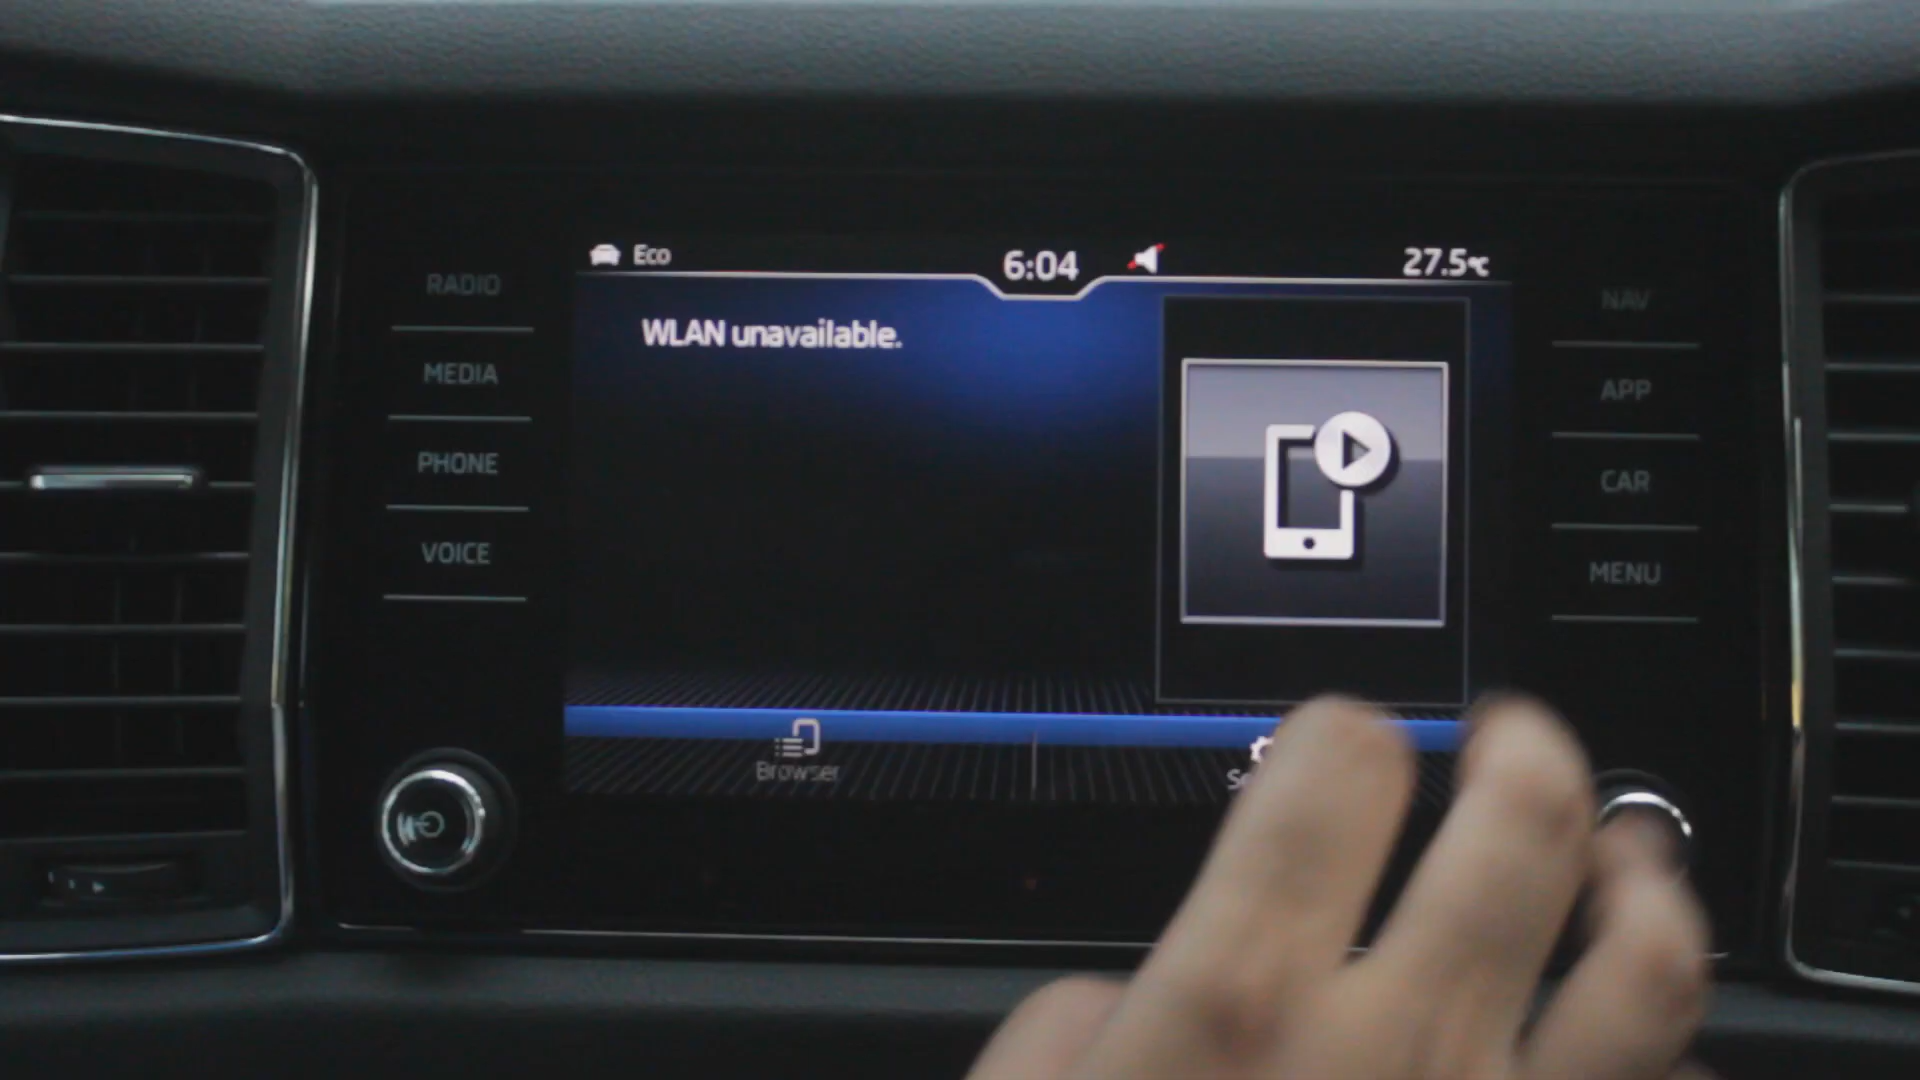 Eco
6:04
27.5°C
RADIO
MEDIA
PHONE
VOICE
WLAN unavailable.
NAV
APP
CAR
MENU
Browser